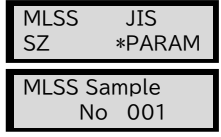 MLSS JIS
SZ *PARAM
MLSS Sample
No 001